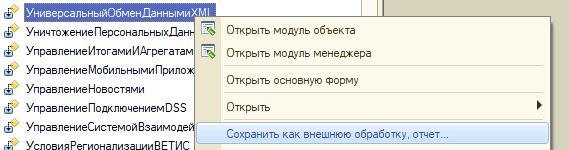 УниверсальныйОбменДаннымиXML
УничтожениеПерсональныхДанн
УправлениеИтогамиИАгрегатам
УправлениеМобильнымиПрилож
УправлениеНовостями
УправлениеПодключениемDSS
УправлениеСистемойВзаимодей
УсловияРегионализацииВЕТИС
Открыть модуль объекта
Открыть модуль менеджера
Открыть основную форму
Открыть
Сохранить как внешнюю обработку, отчет...